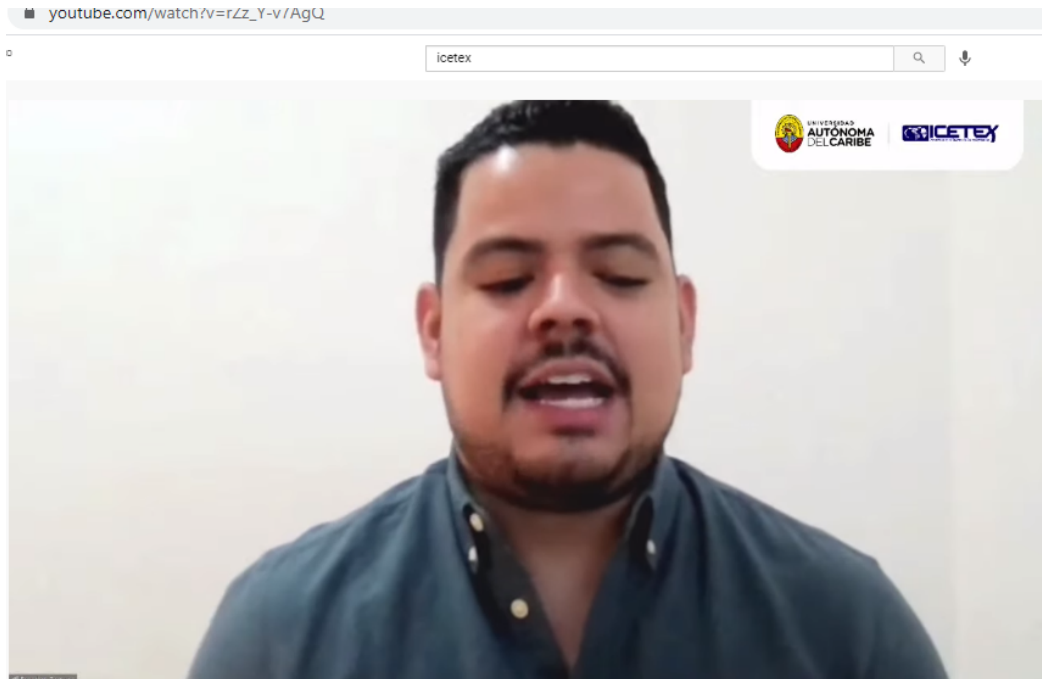 youtube.com/watch?v=rZz_Y-v7AgQ
icetex
UNIVERSIDAD
AUTÓNOMA
DEL CARIBE
ICETEX